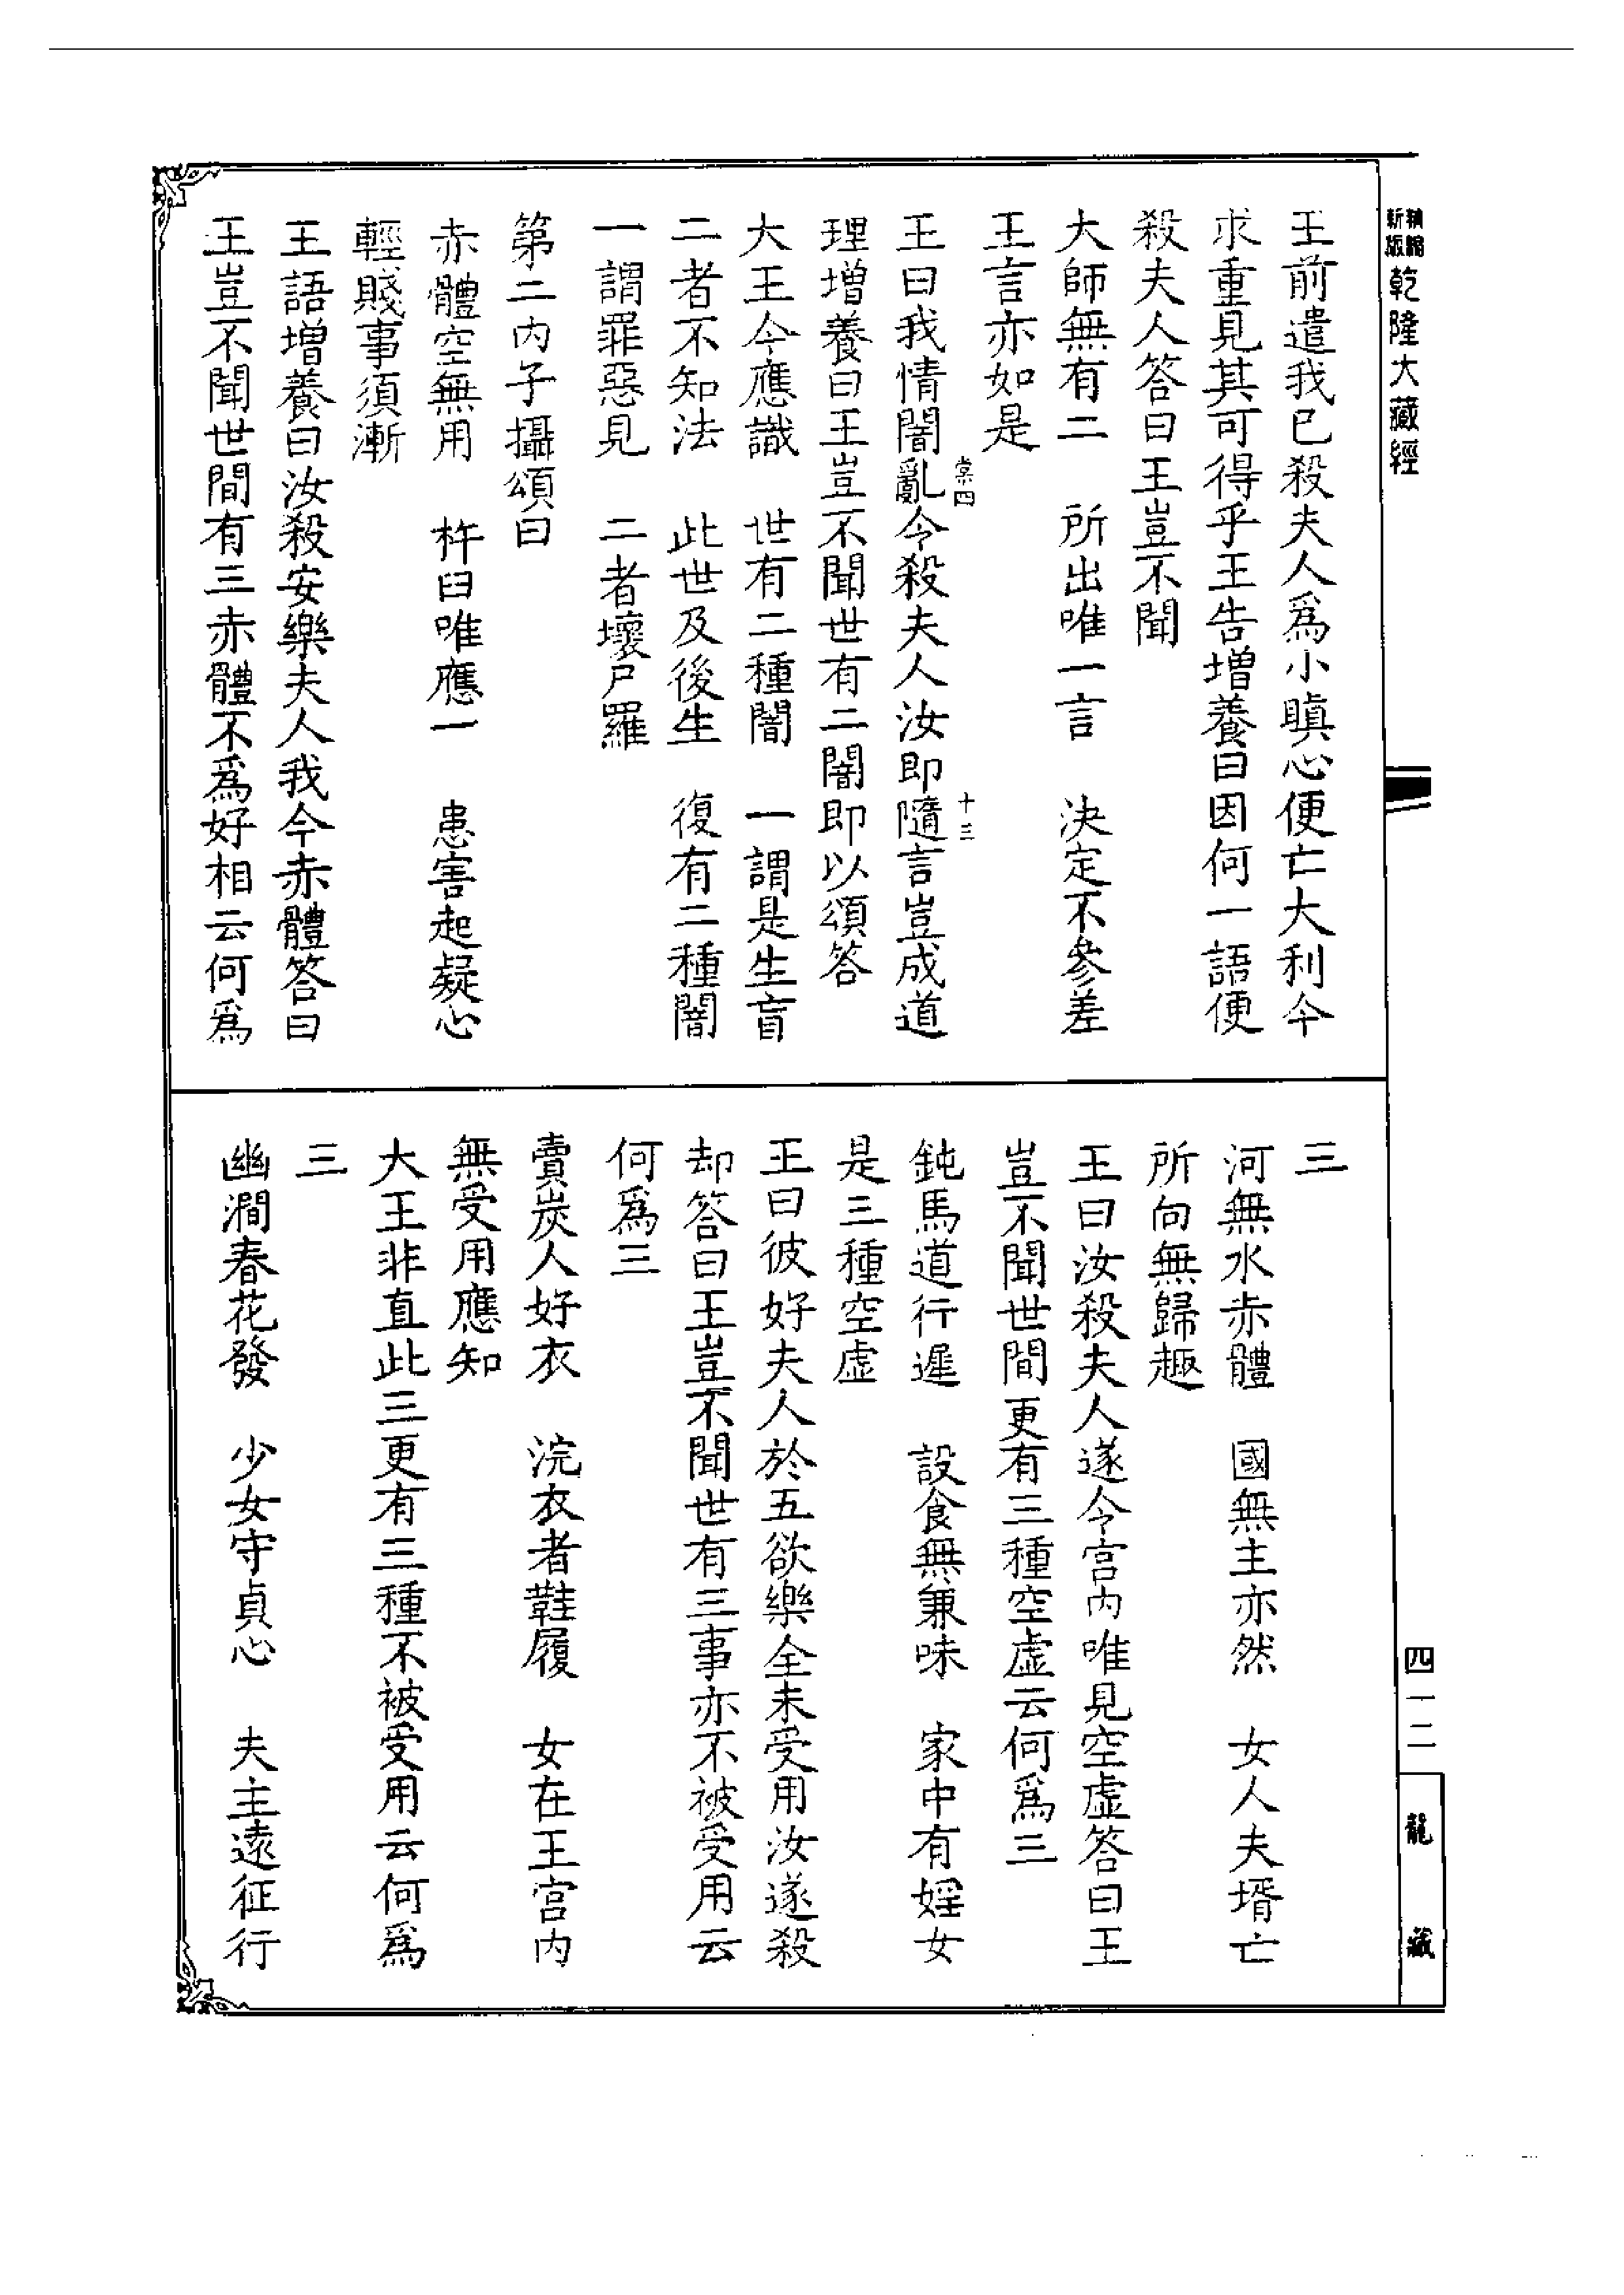 精縮新版乾隆大藏經
王前遣我已殺夫人爲小瞋心便亡大利今
求重見其可得乎王告增養曰因何一語便
殺夫人答曰王豈不聞
大師無有二　所出唯一言　決定不參差
王言亦如是
王曰我情闇亂令殺夫人汝即隨言豈成道
棠四　十三
理增養曰王豈不聞世有二闇即以頌答
大王今應識　世有二種闇　一謂是生盲
二者不知法　此世及後生　復有二種闇
一謂罪惡見　二者壞尸羅
第二内子攝頌曰
赤體空無用　杵臼唯應一　患害起凝心
輕賤事須漸
王語增養曰汝殺安樂夫人我今赤體答曰
王豈不聞世間有三赤體不爲好相云何爲
三
河無水赤體　國無主亦然　女人夫壻亡
所向無歸趣
王曰汝殺夫人遂令宫内唯見空虛答曰王
豈不聞世間更有三種空虛云何爲三
鈍馬道行遲　設食無兼味　家中有婬女
是三種空虛
王曰彼好夫人於五欲樂全未受用汝遂殺
却答曰王豈不聞世有三事亦不被受用云
何爲三
賣炭人好衣　浣衣者鞋履　女在王宫内
無受用應知
大王非直此三更有三種不被受用云何爲
三
幽澗春花發　少女守貞心　夫主遠征行
四一二
龍藏